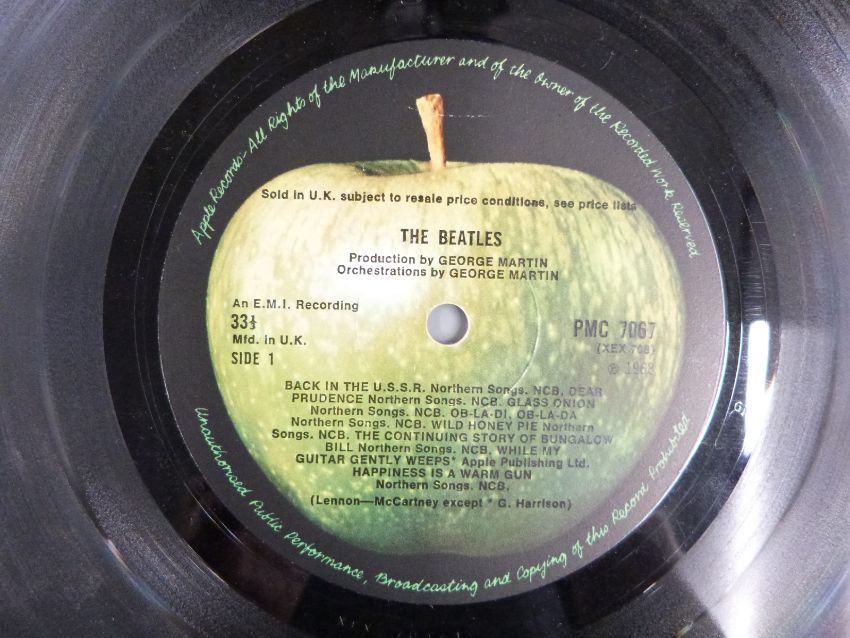 Apple Records-All Rights of the Manufacturer and of the Owner of the Recorded Work Reserved
Sold in U.K. subject to resale price conditions, see price lists
THE BEATLES
Production by GEORGE MARTIN
Orchestrations by GEORGE MARTIN
An E.M.I. Recording
33⅓
Mfd. in U.K.
SIDE 1
PMC 7067
(XEX 708)
℗ 1968
BACK IN THE U.S.S.R. Northern Songs. NCB. DEAR
PRUDENCE Northern Songs. NCB. GLASS ONION
Northern Songs. NCB. OB-LA-DI, OB-LA-DA
Northern Songs. NCB. WILD HONEY PIE Northern
Songs. NCB. THE CONTINUING STORY OF BUNGALOW
BILL Northern Songs. NCB. WHILE MY
GUITAR GENTLY WEEPS* Apple Publishing Ltd.
HAPPINESS IS A WARM GUN
Northern Songs. NCB.
(Lennon—McCartney except * G. Harrison)
Unauthorised Public Performance, Broadcasting and Copying of this Record Prohibited